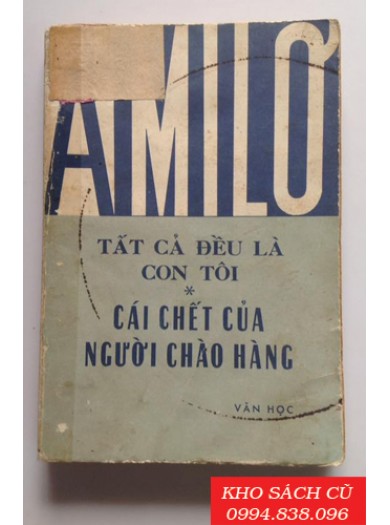 A MILƠ
TẤT CẢ ĐỀU LÀ
CON TÔI
*
CÁI CHẾT CỦA
NGƯỜI CHÀO HÀNG
VĂN HỌC
KHO SÁCH CŨ
0994.838.096